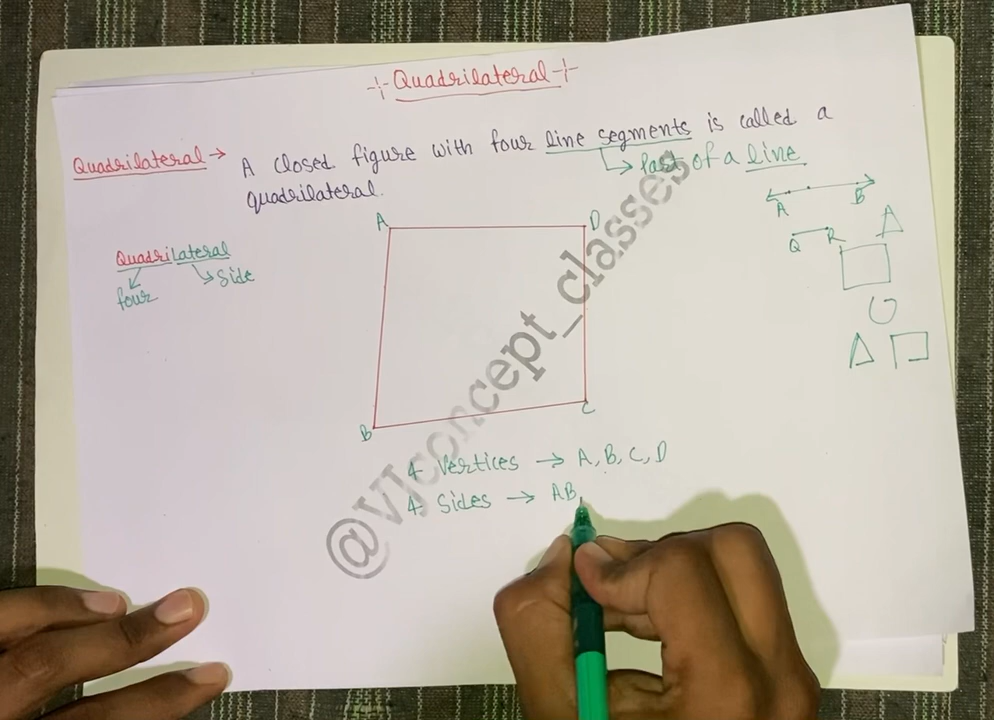 Quadrilateral
Quadrilateral → A closed figure with four line segments is called a
quadrilateral.
Part of a line.
A B
Q R
Quadrilateral
four
Side
A D
B C
4 Vertices → A, B, C, D
4 Sides → AB,
@VJconcept_classes